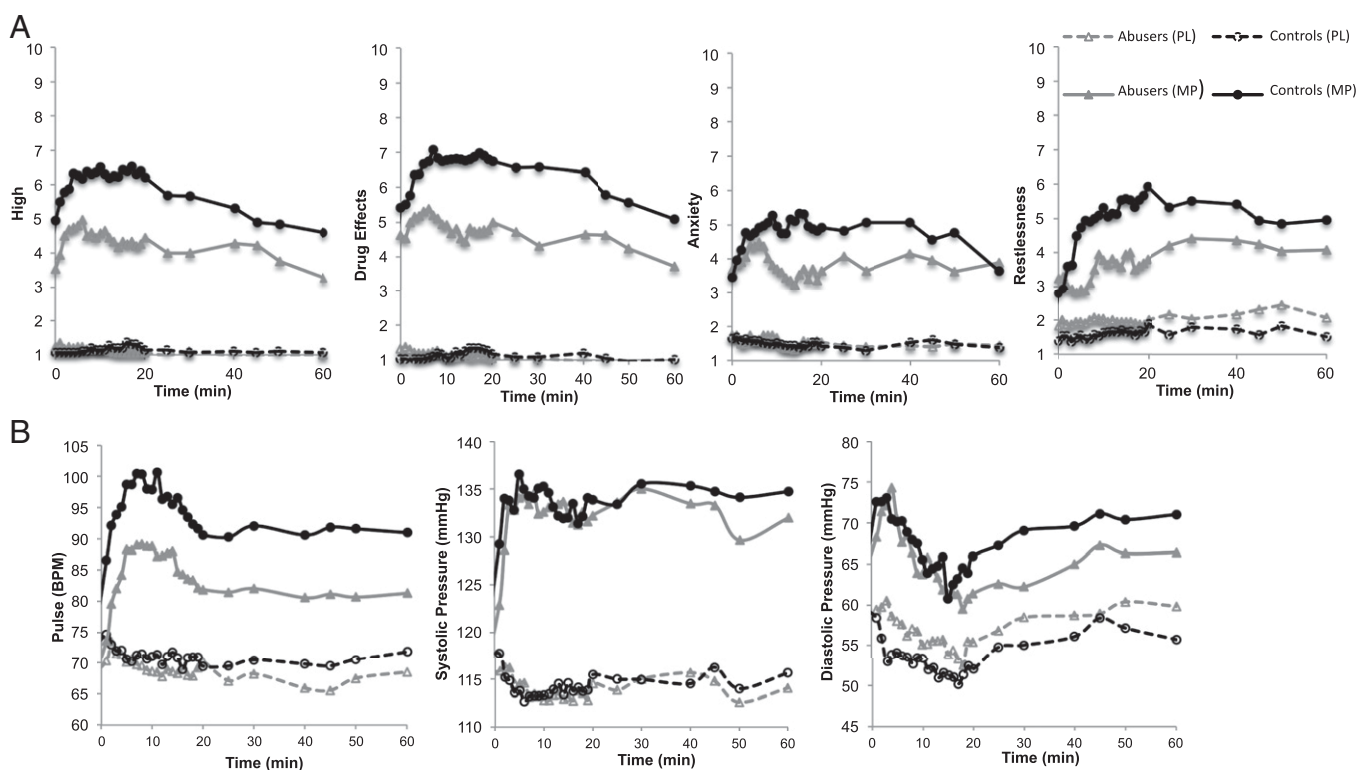 A
Abusers (PL) Controls (PL)
Abusers (MP) Controls (MP)
10
9
8
7
6
5
4
3
2
1
High
0 20 40 60
Time (min)
10
9
8
7
6
5
4
3
2
1
Drug Effects
0 10 20 30 40 50 60
Time (min)
10
9
8
7
6
5
4
3
2
1
Anxiety
0 20 40 60
Time (min)
10
9
8
7
6
5
4
3
2
1
Restlessness
0 20 40 60
Time (min)
B
105
100
95
90
85
80
75
70
65
60
Pulse (BPM)
0 10 20 30 40 50 60
Time (min)
140
135
130
125
120
115
110
Systolic Pressure (mmHg)
0 10 20 30 40 50 60
Time (min)
80
75
70
65
60
55
50
45
Diastolic Pressure (mmHg)
0 10 20 30 40 50 60
Time (min)